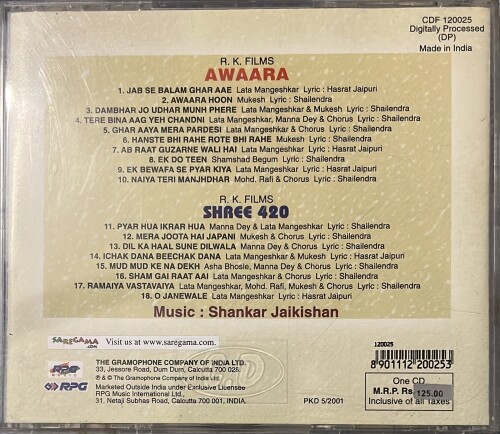 CDF 120025
Digitally Processed
(DP)
Made in India
R. K. FILMS
AWAARA
1. JAB SE BALAM GHAR AAE Lata Mangeshkar Lyric : Hasrat Jaipuri
2. AWAARA HOON Mukesh Lyric : Shailendra
3. DAMBHAR JO UDHAR MUNH PHERE Lata Mangeshkar & Mukesh Lyric : Shailendra
4. TERE BINA AAG YEH CHANDNI Lata Mangeshkar, Manna Dey & Chorus Lyric : Shailendra
5. GHAR AAYA MERA PARDESI Lata Mangeshkar & Chorus Lyric : Shailendra
6. HANSTE BHI RAHE ROTE BHI RAHE Mukesh Lyric : Shailendra
7. AB RAAT GUZARNE WALI HAI Lata Mangeshkar Lyric : Hasrat Jaipuri
8. EK DO TEEN Shamshad Begum Lyric : Shailendra
9. EK BEWAFA SE PYAR KIYA Lata Mangeshkar Lyric : Hasrat Jaipuri
10. NAIYA TERI MANJHDHAR Mohd. Rafi & Chorus Lyric : Shailendra
R. K. FILMS
SHREE 420
11. PYAR HUA IKRAR HUA Manna Dey & Lata Mangeshkar Lyric : Shailendra
12. MERA JOOTA HAI JAPANI Mukesh & Chorus Lyric : Shailendra
13. DIL KA HAAL SUNE DILWALA Manna Dey & Chorus Lyric : Shailendra
14. ICHAK DANA BEECHAK DANA Lata Mangeshkar & Mukesh Lyric : Hasrat Jaipuri
15. MUD MUD KE NA DEKH Asha Bhosle, Manna Dey & Chorus Lyric : Shailendra
16. SHAM GAI RAAT AAI Lata Mangeshkar & Chorus Lyric : Hasrat Jaipuri
17. RAMAIYA VASTAVAIYA Lata Mangeshkar, Mohd. Rafi, Mukesh & Chorus Lyric : Shailendra
18. O JANEWALE Lata Mangeshkar Lyric : Hasrat Jaipuri
Music : Shankar Jaikishan
SAREGAMA .COM Visit us at www.saregama.com
THE GRAMOPHONE COMPANY OF INDIA LTD.
33, Jessore Road, Dum Dum, Calcutta 700 028.
℗ & © The Gramophone Company of India Ltd.
RPG
Marketed Outside India under Exclusive Licensee
RPG Music International Ltd.,
31, Netaji Subhas Road, Calcutta 700 001. INDIA.
PKD 5/2001
120025
8 901112 200253
One CD
M.R.P. Rs. 125.00
Inclusive of all Taxes